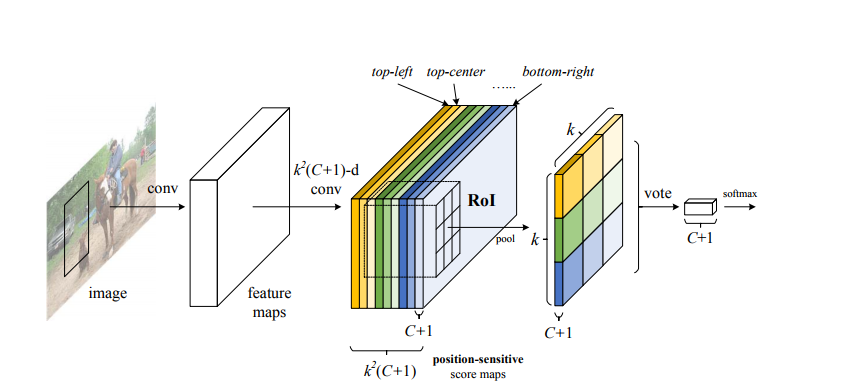 top-left top-center bottom-right
......
k
k²(C+1)-d
conv
conv
RoI
vote
softmax
pool
k
C+1
image
feature
maps
C+1
C+1
k²(C+1)
position-sensitive
score maps